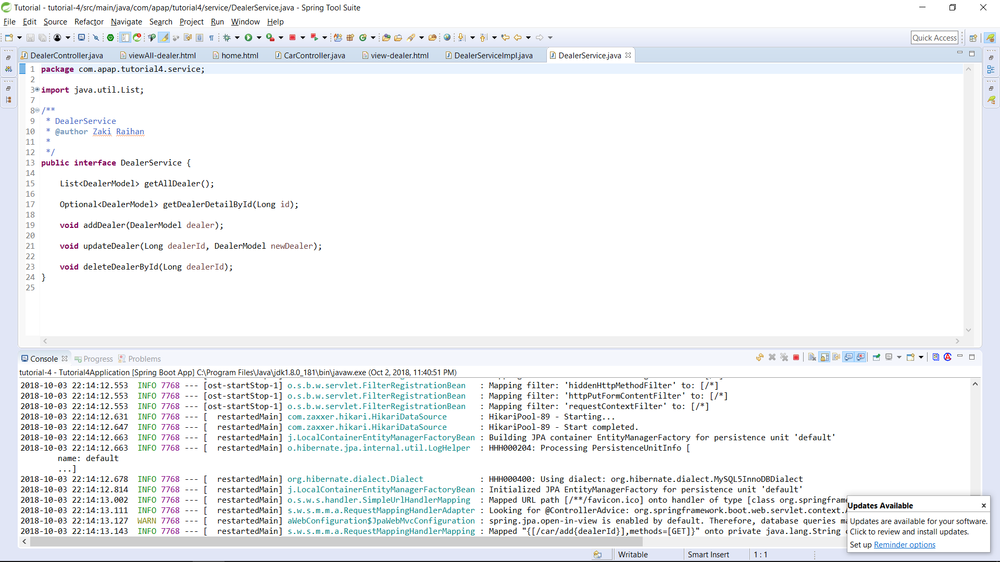 Tutorial - tutorial-4/src/main/java/com/apap/tutorial4/service/DealerService.java - Spring Tool Suite
File Edit Source Refactor Navigate Search Project Run Window Help
Quick Access
DealerController.java viewAll-dealer.html home.html CarController.java view-dealer.html DealerServiceImpl.java DealerService.java
1 package com.apap.tutorial4.service;
2
3 import java.util.List;
7
8 /**
9 * DealerService
10 * @author Zaki Raihan
11 *
12 */
13 public interface DealerService {
14
15 List<DealerModel> getAllDealer();
16
17 Optional<DealerModel> getDealerDetailById(Long id);
18
19 void addDealer(DealerModel dealer);
20
21 void updateDealer(Long dealerId, DealerModel newDealer);
22
23 void deleteDealerById(Long dealerId);
24 }
25
Console Progress Problems
tutorial-4 - Tutorial4Application [Spring Boot App] C:\Program Files\Java\jdk1.8.0_181\bin\javaw.exe (Oct 2, 2018, 11:40:51 PM)
2018-10-03 22:14:12.553 INFO 7768 --- [ost-startStop-1] o.s.b.w.servlet.FilterRegistrationBean : Mapping filter: 'hiddenHttpMethodFilter' to: [/*]
2018-10-03 22:14:12.553 INFO 7768 --- [ost-startStop-1] o.s.b.w.servlet.FilterRegistrationBean : Mapping filter: 'httpPutFormContentFilter' to: [/*]
2018-10-03 22:14:12.553 INFO 7768 --- [ost-startStop-1] o.s.b.w.servlet.FilterRegistrationBean : Mapping filter: 'requestContextFilter' to: [/*]
2018-10-03 22:14:12.631 INFO 7768 --- [ restartedMain] com.zaxxer.hikari.HikariDataSource : HikariPool-89 - Starting...
2018-10-03 22:14:12.647 INFO 7768 --- [ restartedMain] com.zaxxer.hikari.HikariDataSource : HikariPool-89 - Start completed.
2018-10-03 22:14:12.663 INFO 7768 --- [ restartedMain] j.LocalContainerEntityManagerFactoryBean : Building JPA container EntityManagerFactory for persistence unit 'default'
2018-10-03 22:14:12.663 INFO 7768 --- [ restartedMain] o.hibernate.jpa.internal.util.LogHelper : HHH000204: Processing PersistenceUnitInfo [
name: default
...]
2018-10-03 22:14:12.678 INFO 7768 --- [ restartedMain] org.hibernate.dialect.Dialect : HHH000400: Using dialect: org.hibernate.dialect.MySQL5InnoDBDialect
2018-10-03 22:14:12.814 INFO 7768 --- [ restartedMain] j.LocalContainerEntityManagerFactoryBean : Initialized JPA EntityManagerFactory for persistence unit 'default'
2018-10-03 22:14:13.002 INFO 7768 --- [ restartedMain] o.s.w.s.handler.SimpleUrlHandlerMapping : Mapped URL path [/**/favicon.ico] onto handler of type [class org.springframe
2018-10-03 22:14:13.111 INFO 7768 --- [ restartedMain] s.w.s.m.m.a.RequestMappingHandlerAdapter : Looking for @ControllerAdvice: org.springframework.boot.web.servlet.context.
2018-10-03 22:14:13.127 WARN 7768 --- [ restartedMain] aWebConfiguration$JpaWebMvcConfiguration : spring.jpa.open-in-view is enabled by default. Therefore, database queries ma
2018-10-03 22:14:13.143 INFO 7768 --- [ restartedMain] s.w.s.m.m.a.RequestMappingHandlerMapping : Mapped "{[/car/add{dealerId}],methods=[GET]}" onto private java.lang.String
Updates Available
Updates are available for your software.
Click to review and install updates.
Set up Reminder options
Writable Smart Insert 1 : 1